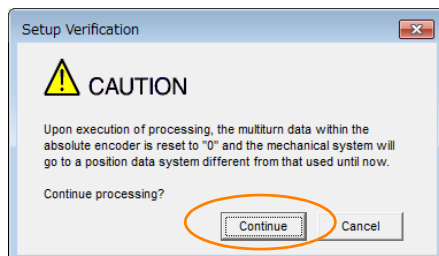 Setup Verification
CAUTION
Upon execution of processing, the multiturn data within the
absolute encoder is reset to "0" and the mechanical system will
go to a position data system different from that used until now.
Continue processing?
Continue
Cancel